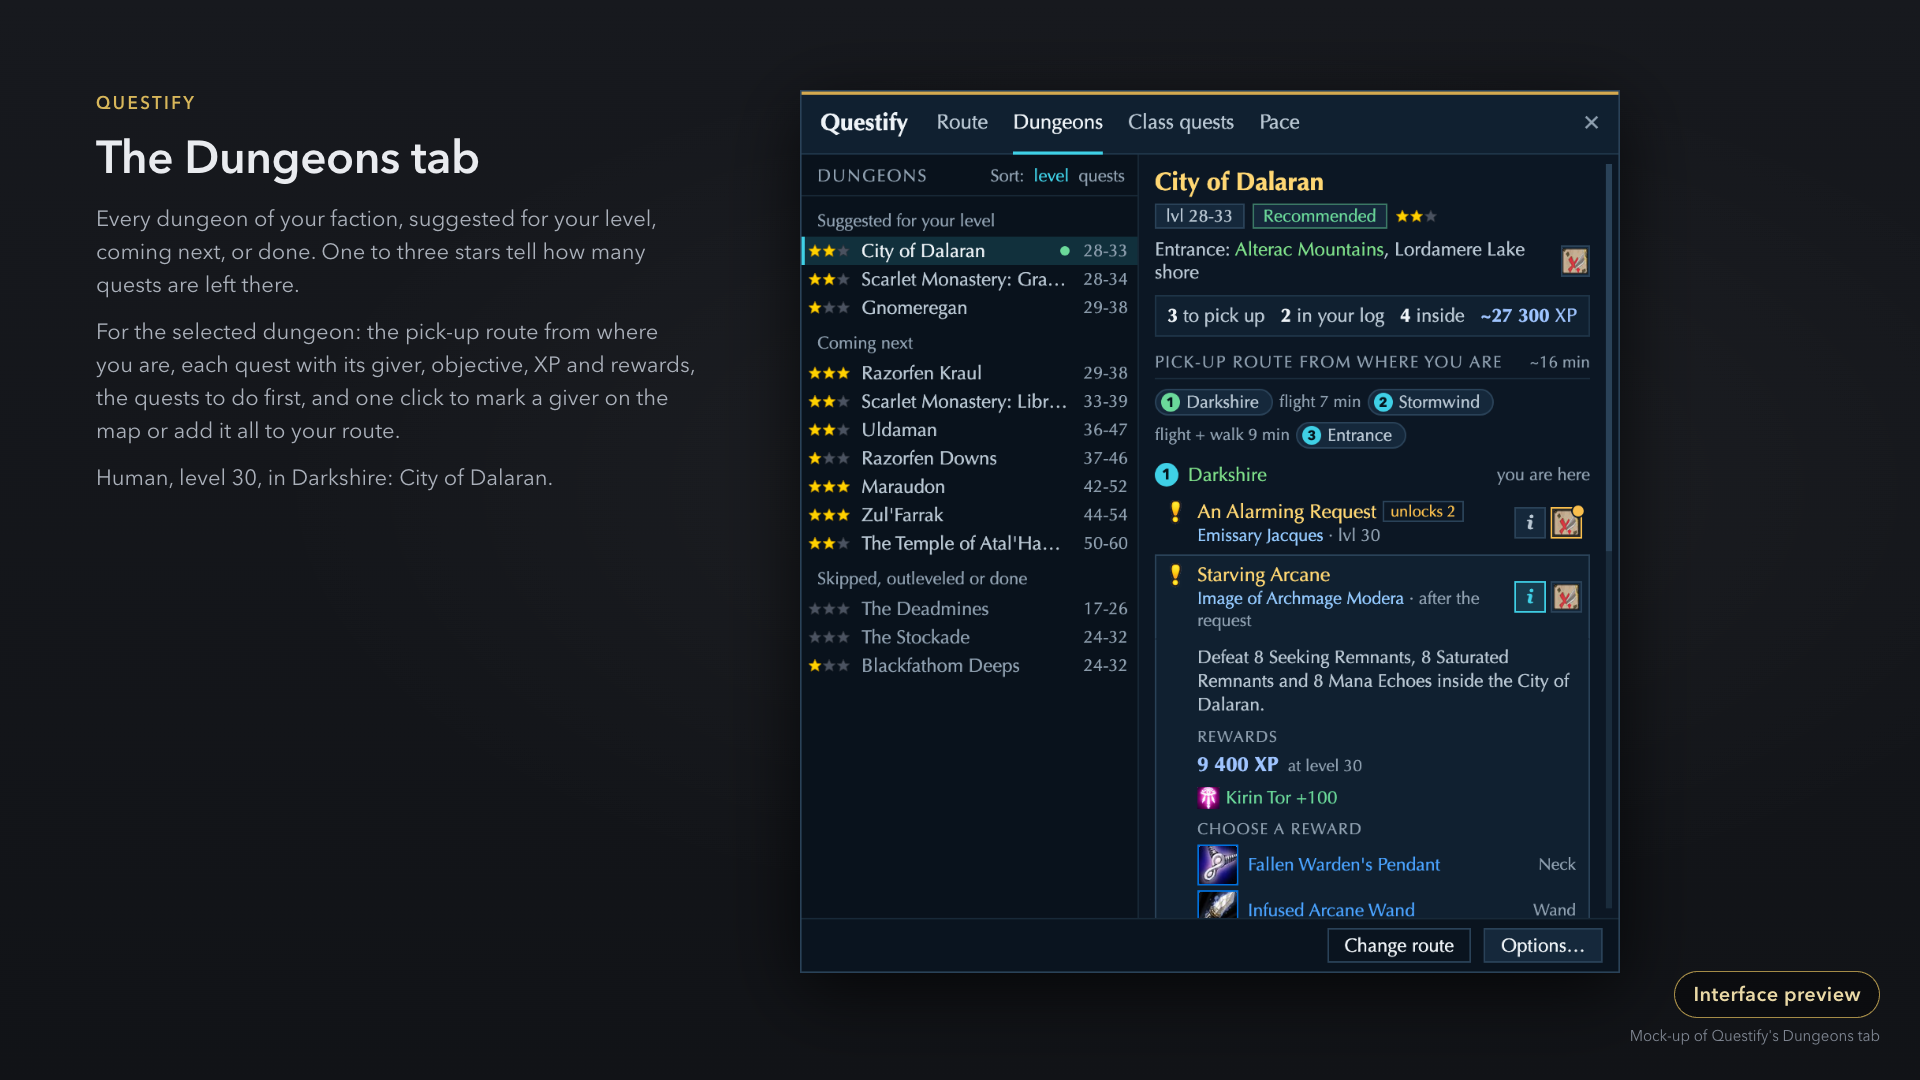 QUESTIFY
The Dungeons tab
Every dungeon of your faction, suggested for your level,
coming next, or done. One to three stars tell how many
quests are left there.
For the selected dungeon: the pick-up route from where
you are, each quest with its giver, objective, XP and rewards,
the quests to do first, and one click to mark a giver on the
map or add it all to your route.
Human, level 30, in Darkshire: City of Dalaran.
Questify Route Dungeons Class quests Pace ×
DUNGEONS Sort: level quests
Suggested for your level
City of Dalaran 28-33
Scarlet Monastery: Gra… 28-34
Gnomeregan 29-38
Coming next
Razorfen Kraul 29-38
Scarlet Monastery: Libr… 33-39
Uldaman 36-47
Razorfen Downs 37-46
Maraudon 42-52
Zul'Farrak 44-54
The Temple of Atal'Ha… 50-60
Skipped, outleveled or done
The Deadmines 17-26
The Stockade 24-32
Blackfathom Deeps 24-32
City of Dalaran
lvl 28-33 Recommended
Entrance: Alterac Mountains, Lordamere Lake
shore
3 to pick up 2 in your log 4 inside ~27 300 XP
PICK-UP ROUTE FROM WHERE YOU ARE ~16 min
1 Darkshire flight 7 min 2 Stormwind
flight + walk 9 min 3 Entrance
1 Darkshire you are here
An Alarming Request unlocks 2
Emissary Jacques · lvl 30
i
Starving Arcane
Image of Archmage Modera · after the
request
i
Defeat 8 Seeking Remnants, 8 Saturated
Remnants and 8 Mana Echoes inside the City of
Dalaran.
REWARDS
9 400 XP at level 30
Kirin Tor +100
CHOOSE A REWARD
Fallen Warden's Pendant Neck
Infused Arcane Wand Wand
Change route Options…
Interface preview
Mock-up of Questify's Dungeons tab